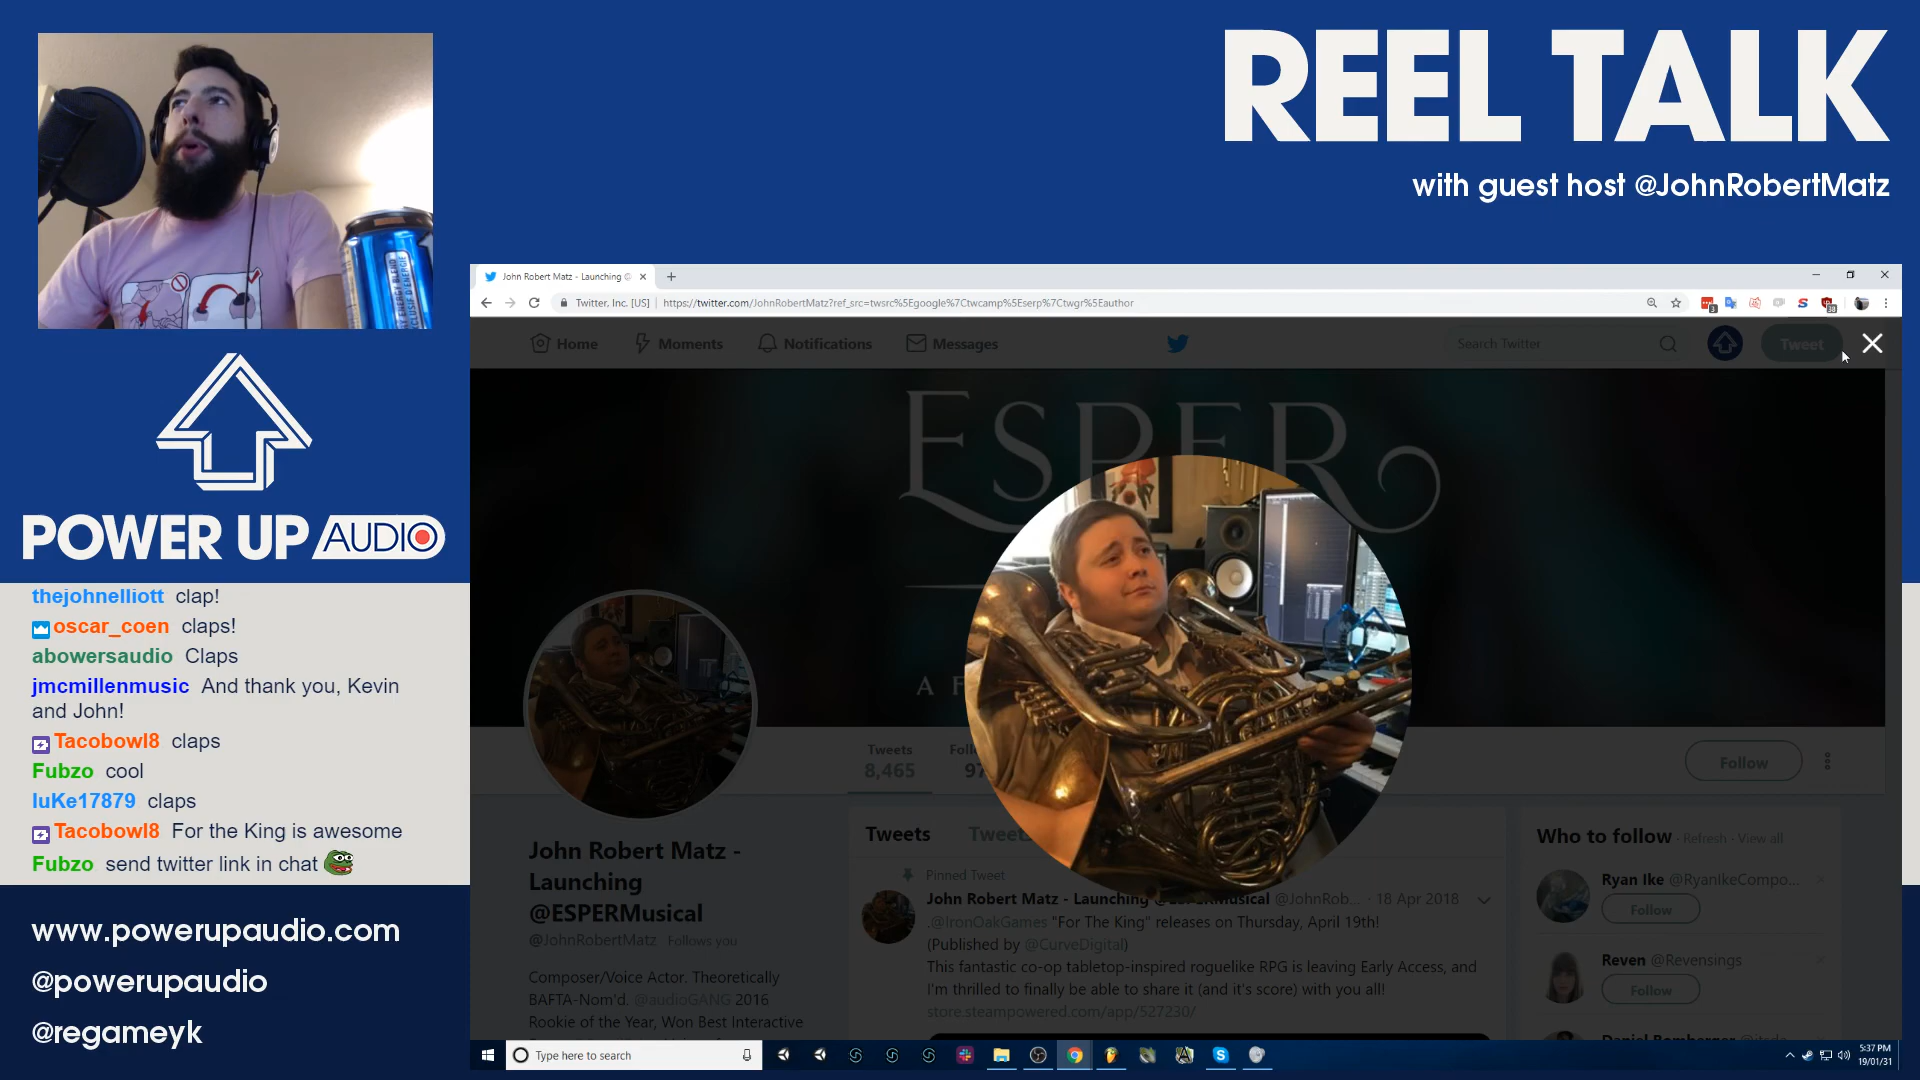 REEL TALK
with guest host @JohnRobertMatz
John Robert Matz - Launching @
Twitter, Inc. [US]
https://twitter.com/JohnRobertMatz?ref_src=twsrc%5Egoogle%7Ctwcamp%5Eserp%7Ctwgr%5Eauthor
Home
Moments
Notifications
Messages
Search Twitter
Tweet
ESPER
A F
POWER UP AUDIO
thejohnelliott clap!
oscar_coen claps!
abowersaudio Claps
jmcmillenmusic And thank you, Kevin
and John!
Tacobowl8 claps
Fubzo cool
luKe17879 claps
Tacobowl8 For the King is awesome
Fubzo send twitter link in chat
www.powerupaudio.com
@powerupaudio
@regameyk
Tweets
8,465
Foll
97
Follow
John Robert Matz -
Launching
@ESPERMusical
@JohnRobertMatz Follows you
Composer/Voice Actor. Theoretically
BAFTA-Nom'd. @audioGANG 2016
Rookie of the Year, Won Best Interactive
Tweets
Tweets
Pinned Tweet
John Robert Matz - Launching @ESPERMusical @JohnRob... · 18 Apr 2018
.@IronOakGames "For The King" releases on Thursday, April 19th!
(Published by @CurveDigital)
This fantastic co-op tabletop-inspired roguelike RPG is leaving Early Access, and
I'm thrilled to finally be able to share it (and it's score) with you all!
store.steampowered.com/app/527230/
Who to follow · Refresh · View all
Ryan Ike @RyanIkeCompo...
Follow
Reven @Revensings
Follow
Type here to search
5:37 PM
19/01/31